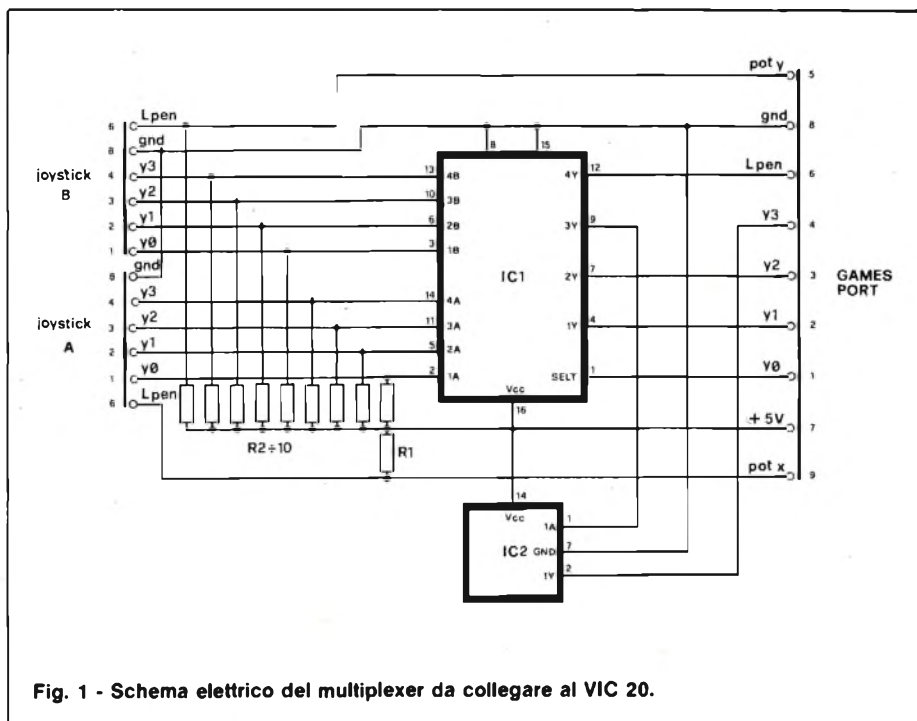 pot y 5
6 Lpen gnd 8
8 gnd 8 15
joystick B
4 y3 13 4B 4Y 12 Lpen 6
3 y2 10 3B 3Y 9 y3 4
2 y1 6 2B
1 y0 3 1B IC1 2Y 7 y2 3
6 gnd
GAMES PORT
joystick A
4 y3 14 4A
3 y2 11 3A 1Y 4 y1 2
2 y1 5 2A
1 y0 2 1A SELT 1 y0 1
6 Lpen Vcc
16 +5V 7
R2÷10 R1
pot x 9
14
Vcc 1A 1
IC2 GND 7
1Y 2
Fig. 1 - Schema elettrico del multiplexer da collegare al VIC 20.